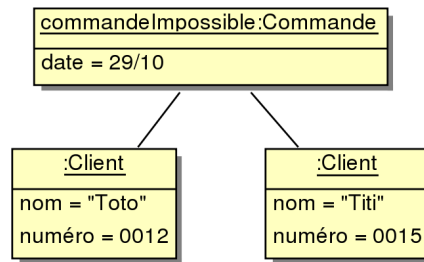 commandeImpossible:Commande
date = 29/10
:Client
nom = "Toto"
numéro = 0012
:Client
nom = "Titi"
numéro = 0015